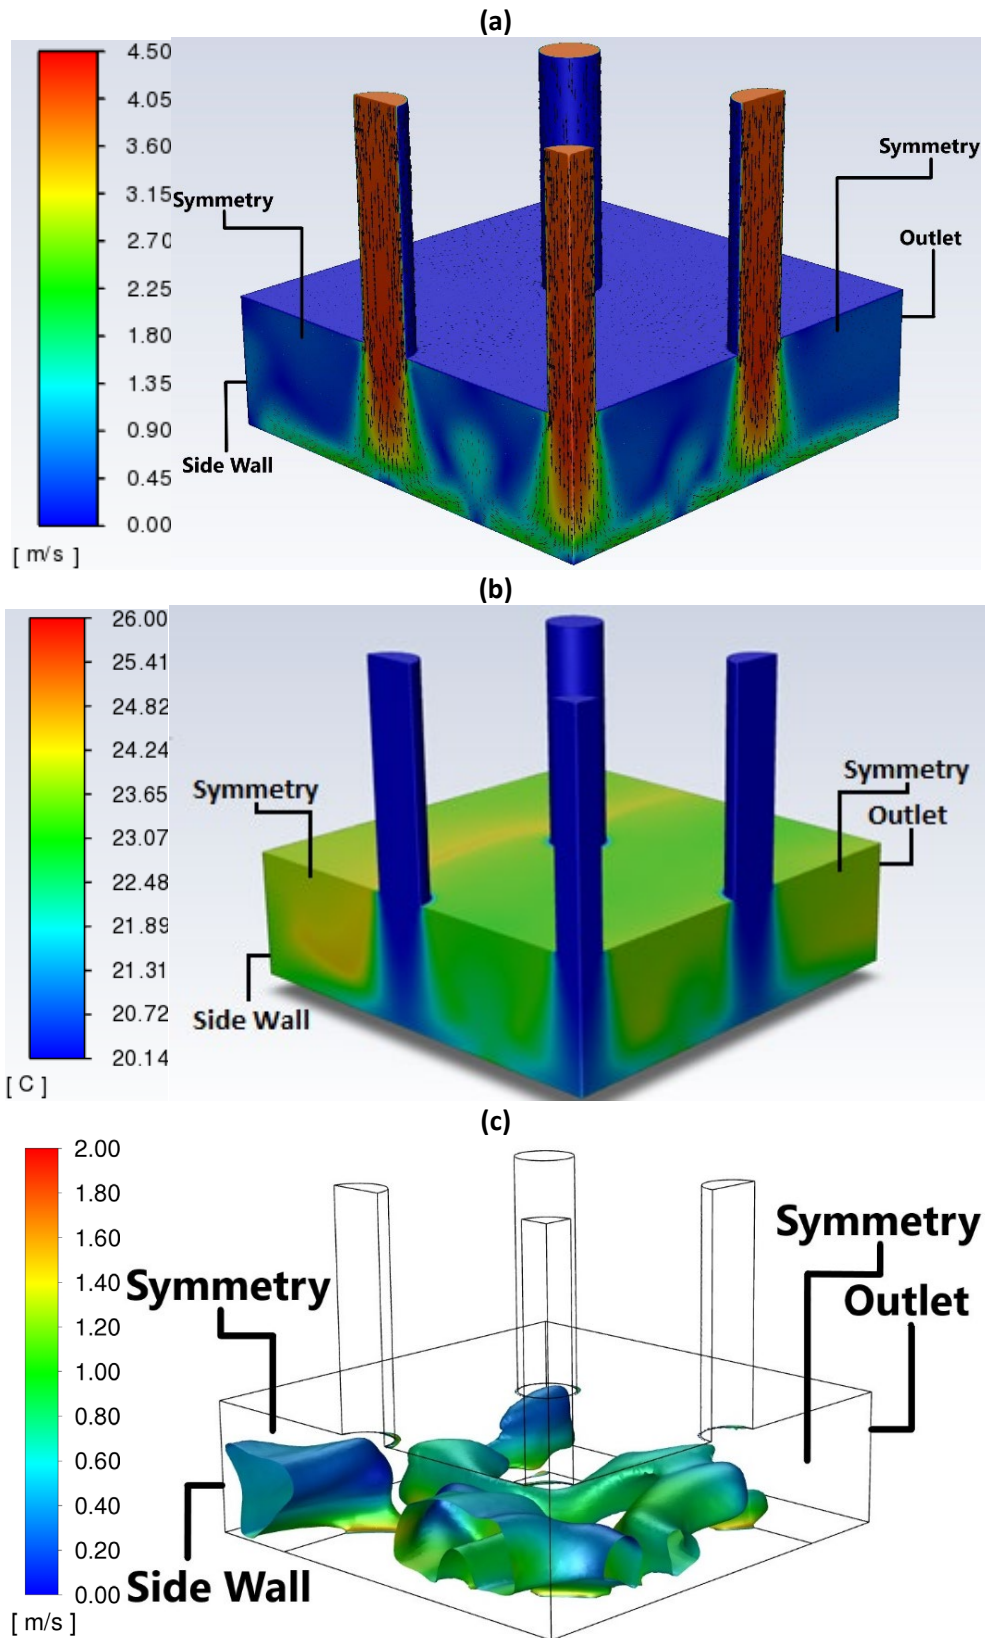 (a)
4.50
4.05
3.60
3.15
2.70
2.25
1.80
1.35
0.90
0.45
0.00
[ m/s ]
Symmetry
Symmetry
Outlet
Side Wall
(b)
26.00
25.41
24.82
24.24
23.65
23.07
22.48
21.89
21.31
20.72
20.14
[ C ]
Symmetry
Symmetry
Outlet
Side Wall
(c)
2.00
1.80
1.60
1.40
1.20
1.00
0.80
0.60
0.40
0.20
0.00
[ m/s ]
Symmetry
Symmetry
Outlet
Side Wall